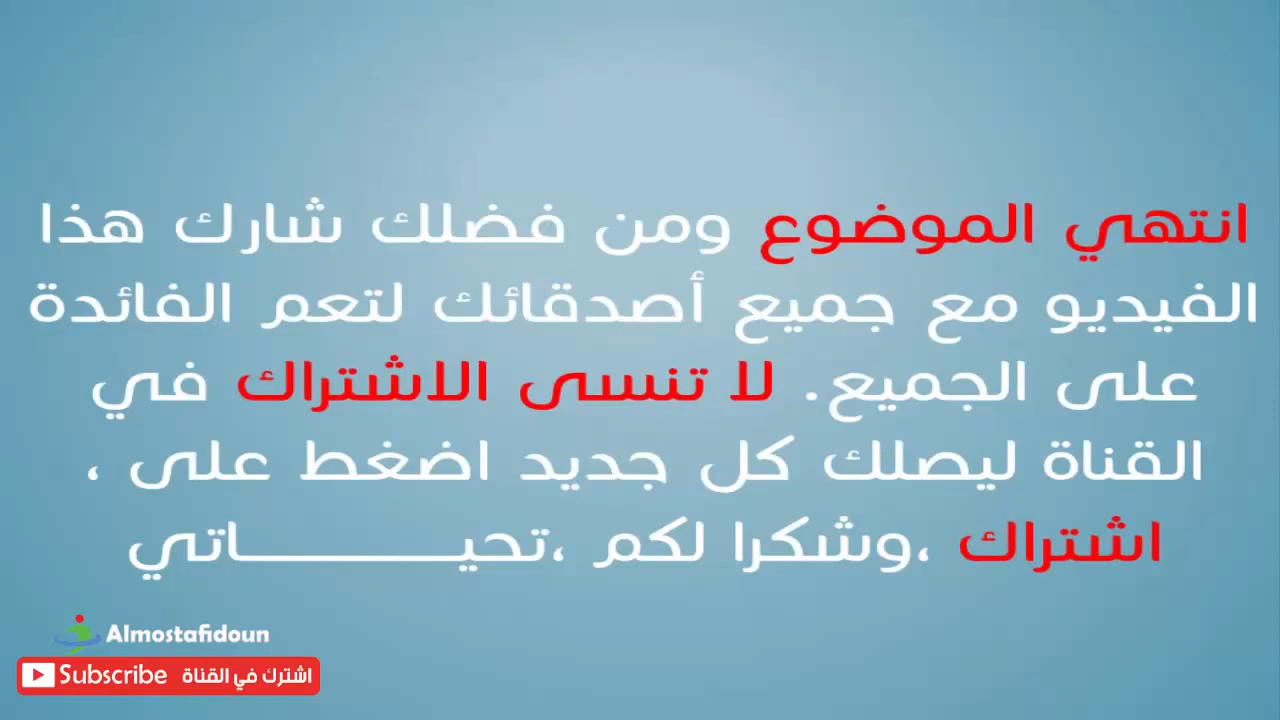 انتهي الموضوع ومن فضلك شارك هذا
الفيديو مع جميع أصدقائك لتعم الفائدة
على الجميع. لا تنسى الاشتراك في
القناة ليصلك كل جديد اضغط على ،
اشتراك ،وشكرا لكم ،تحيـــــــــــاتي
Almostafidoun
Subscribe اشترك في القناة